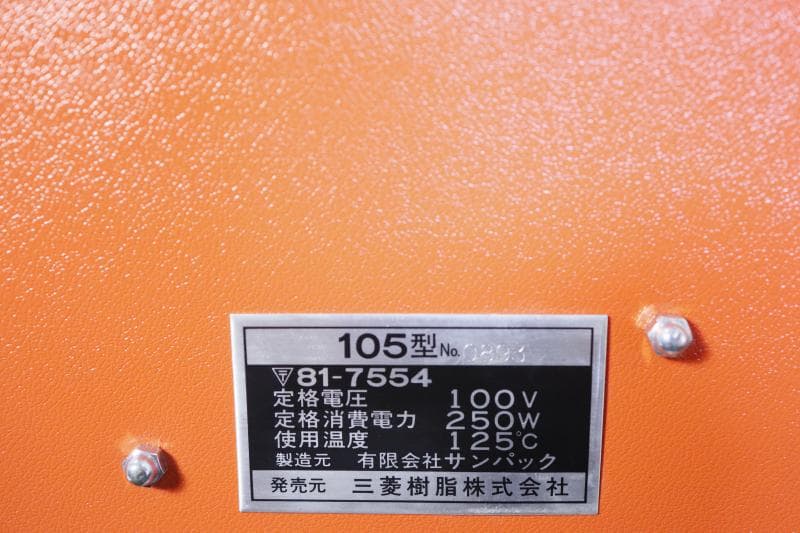 105型 No. 0893
〒81-7554
定格電圧 100V
定格消費電力 250W
使用温度 125℃
製造元 有限会社サンパック
発売元 三菱樹脂株式会社